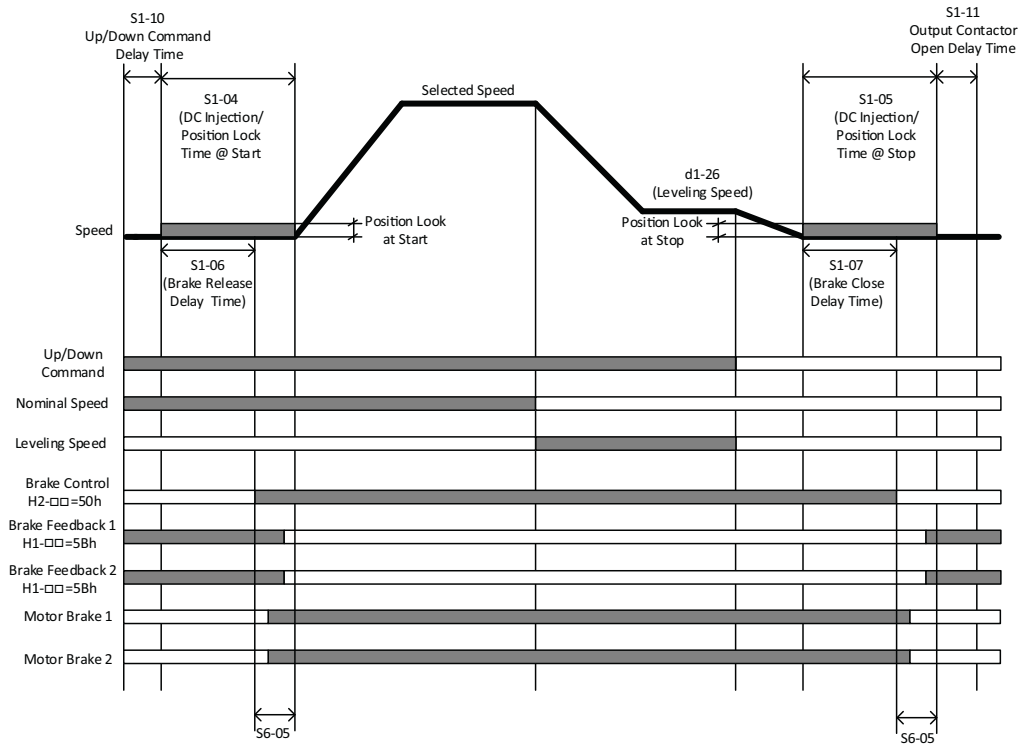 S1-10
Up/Down Command
Delay Time
S1-11
Output Contactor
Open Delay Time
S1-04
(DC Injection/
Position Lock
Time @ Start
Selected Speed
S1-05
(DC Injection/
Position Lock
Time @ Stop
d1-26
(Leveling Speed)
Speed
Position Look
at Start
Position Look
at Stop
S1-06
(Brake Release
Delay Time)
S1-07
(Brake Close
Delay Time)
Up/Down
Command
Nominal Speed
Leveling Speed
Brake Control
H2-□□=50h
Brake Feedback 1
H1-□□=5Bh
Brake Feedback 2
H1-□□=5Bh
Motor Brake 1
Motor Brake 2
S6-05
S6-05